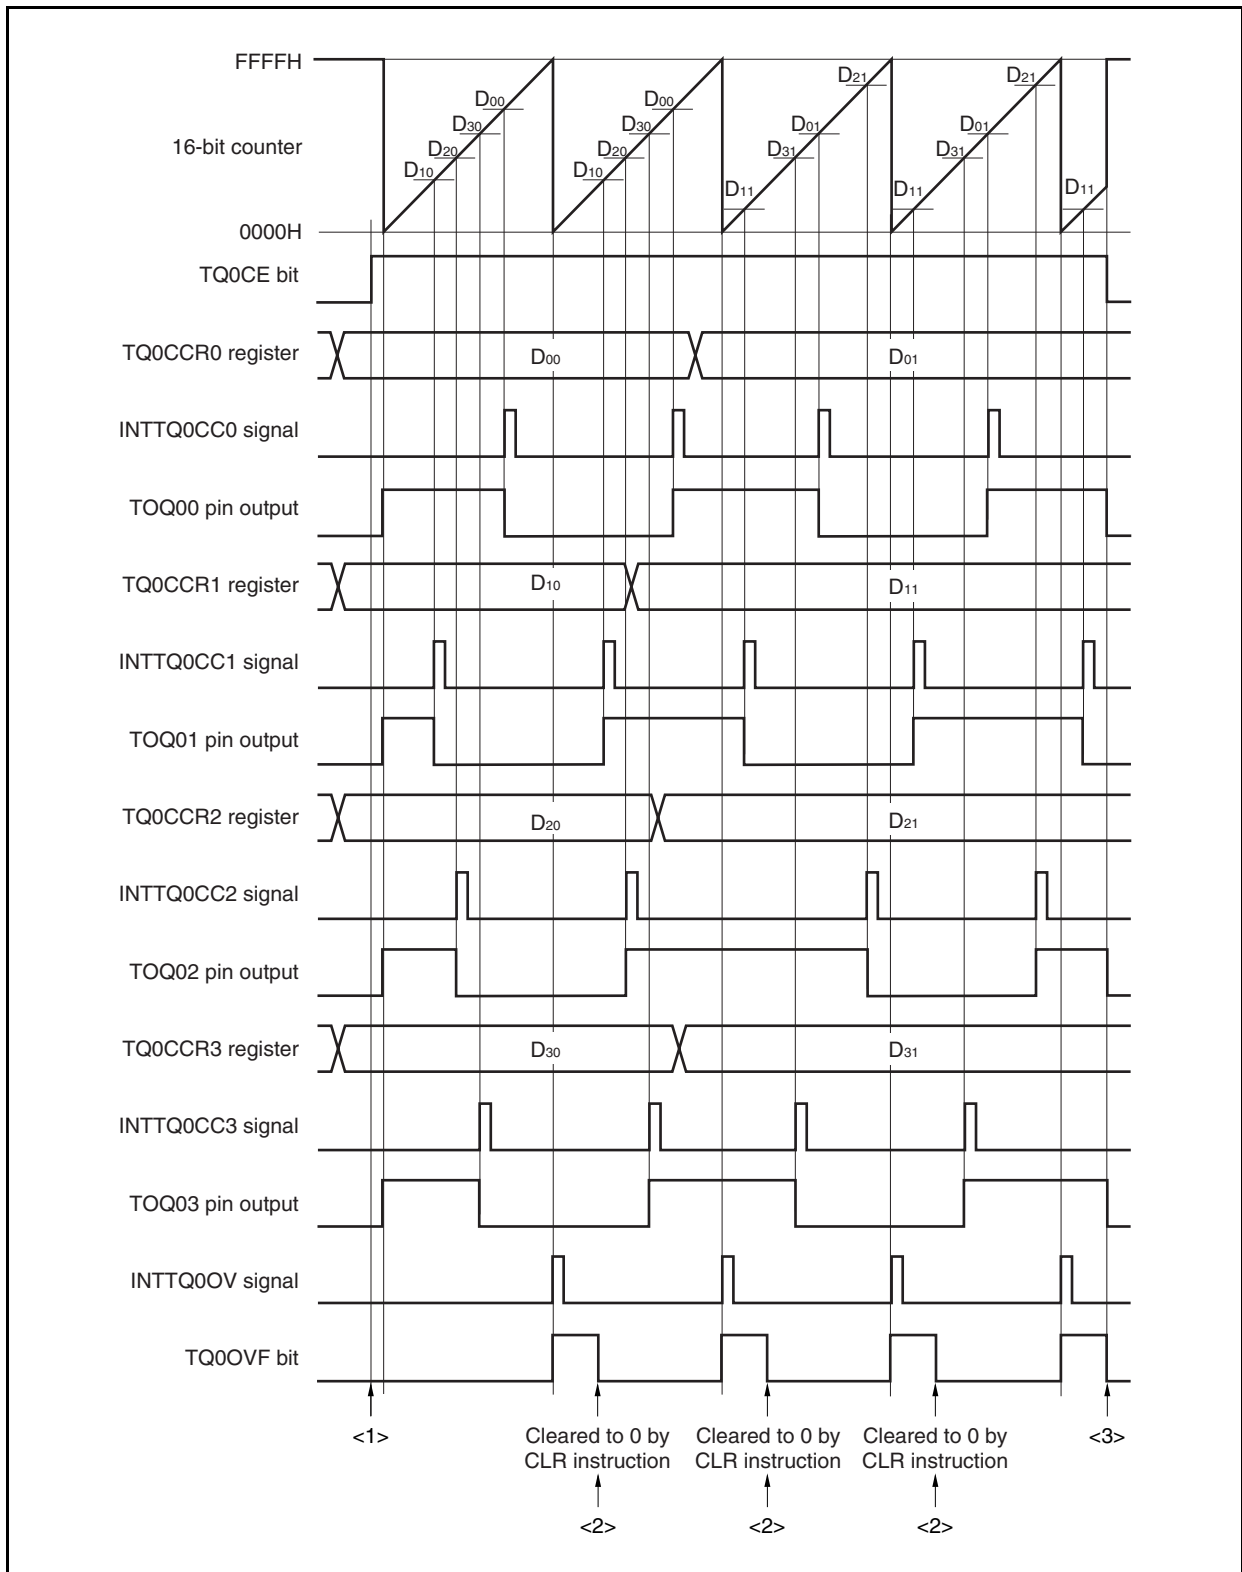 FFFFH
D21 D21
D00 D00
D30 D30 D01 D01
16-bit counter
D20 D20 D31 D31
D10 D10
D11 D11 D11
0000H
TQ0CE bit
TQ0CCR0 register D00 D01
INTTQ0CC0 signal
TOQ00 pin output
TQ0CCR1 register D10 D11
INTTQ0CC1 signal
TOQ01 pin output
TQ0CCR2 register D20 D21
INTTQ0CC2 signal
TOQ02 pin output
TQ0CCR3 register D30 D31
INTTQ0CC3 signal
TOQ03 pin output
INTTQ0OV signal
TQ0OVF bit
<1> Cleared to 0 by Cleared to 0 by Cleared to 0 by <3>
CLR instruction CLR instruction CLR instruction
<2> <2> <2>